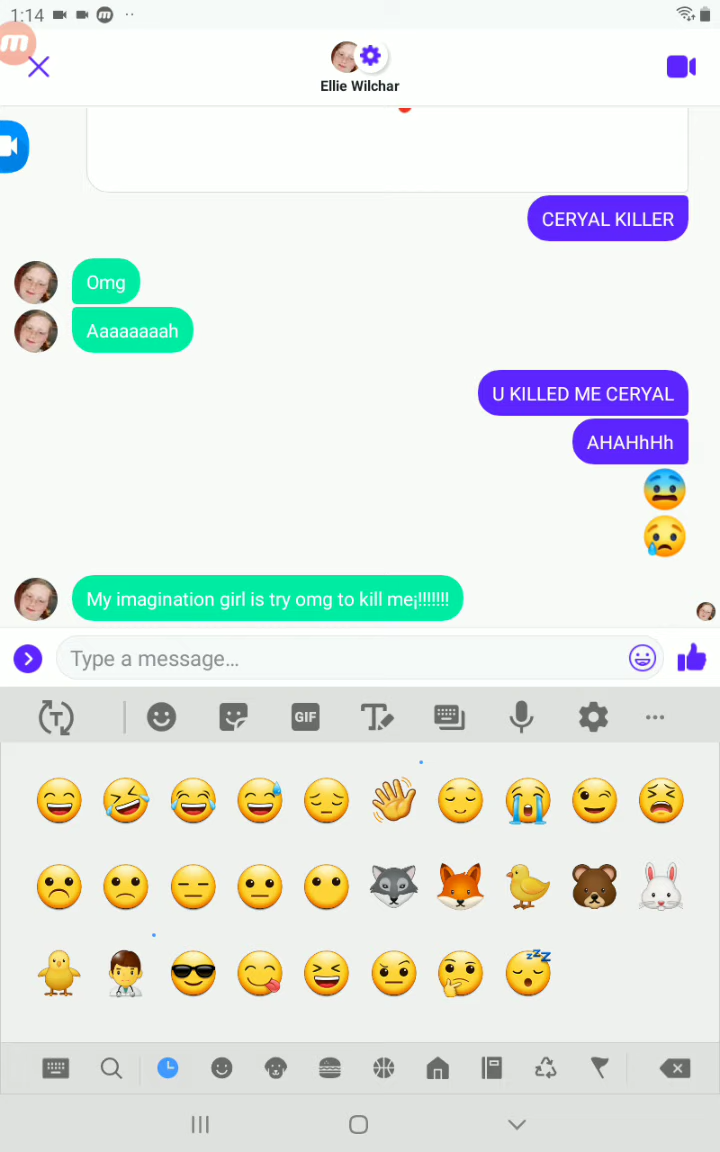 1:14
Ellie Wilchar
CERYAL KILLER
Omg
Aaaaaaaah
U KILLED ME CERYAL
AHAHhHh
My imagination girl is try omg to kill me¡!!!!!!!
Type a message...
T
GIF
T
zZZ